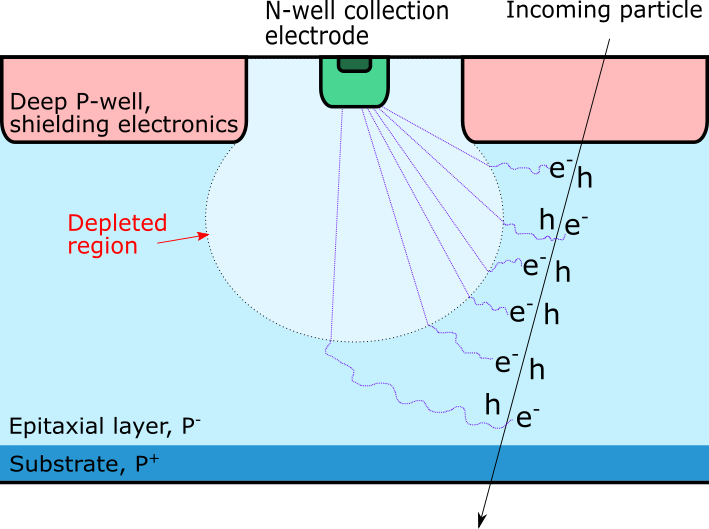 N-well collection
electrode
Incoming particle
Deep P-well,
shielding electronics
e- h
h e-
Depleted
region
e- h
e- h
e- h
h e-
Epitaxial layer, P-
Substrate, P+